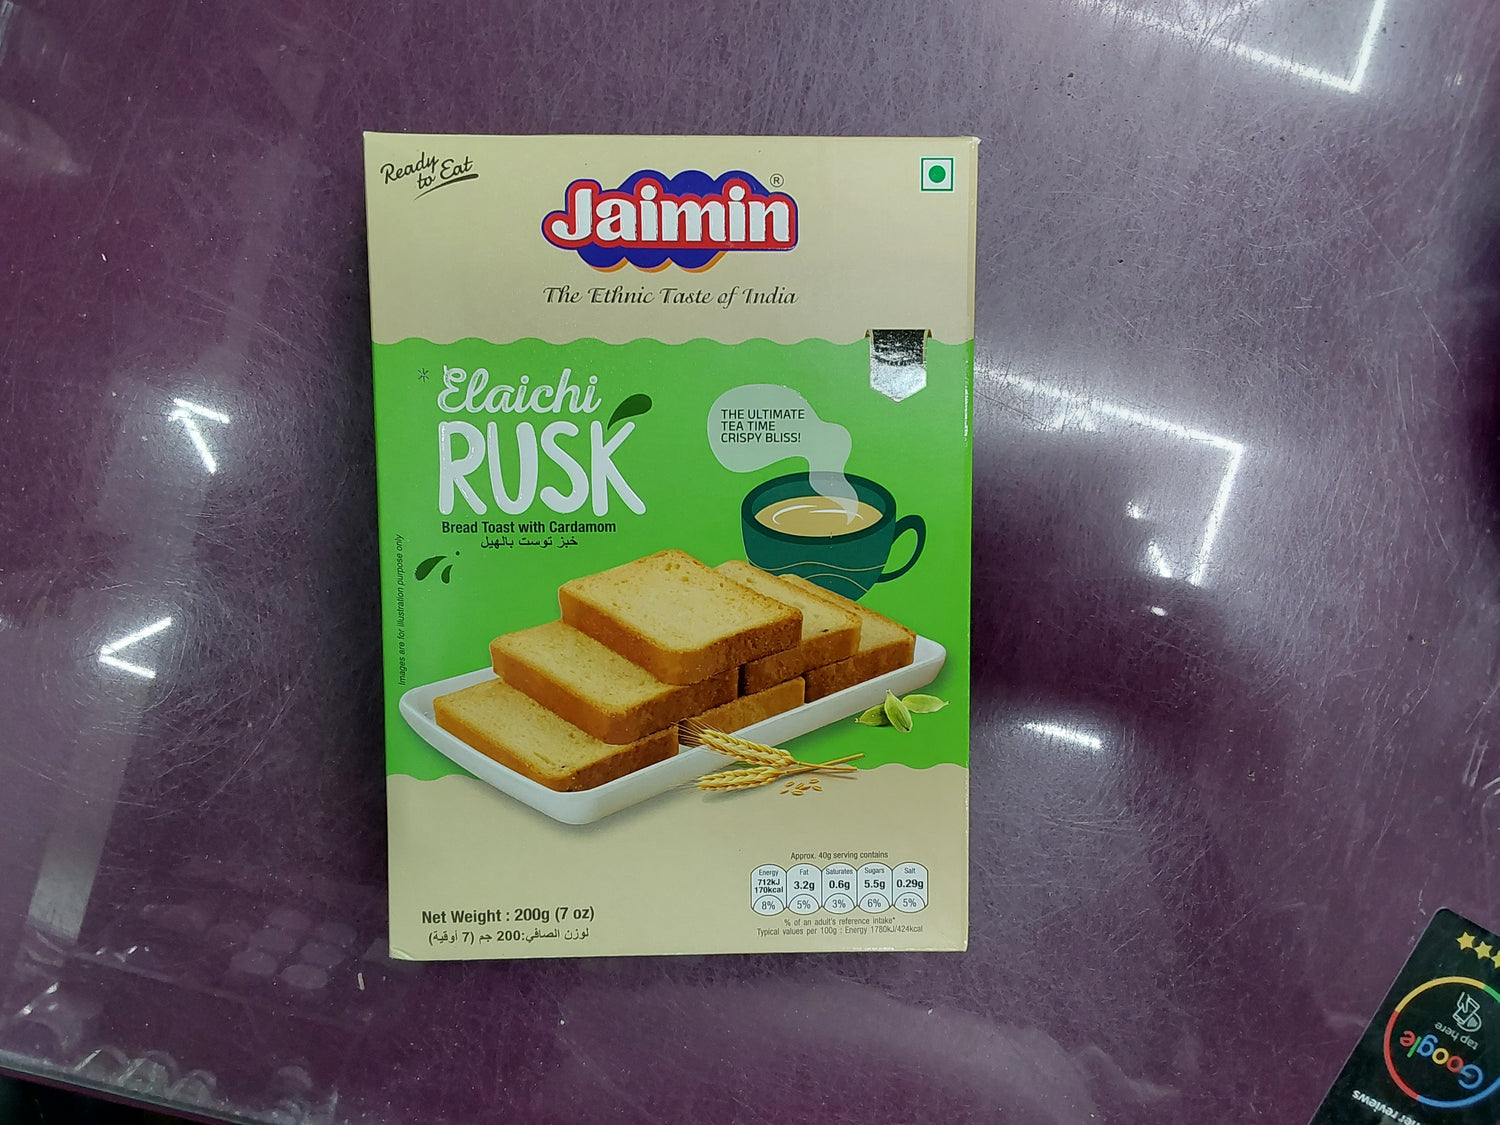 Ready
to Eat
Jaimin®
The Ethnic Taste of India
Elaichi
RUSK
Bread Toast with Cardamom
خبز توست بالهيل
THE ULTIMATE
TEA TIME
CRISPY BLISS!
Images are for illustration purpose only
Approx. 40g serving contains
Energy Fat Saturates Sugars Salt
712kJ
170kcal 3.2g 0.6g 5.5g 0.29g
8% 5% 3% 6% 5%
% of an adult's reference intake*
Typical values per 100g : Energy 1780kJ/424kcal
Net Weight : 200g (7 oz)
لوزن الصافي:200 جم (7 أوقية)
tap here
Google
reviews